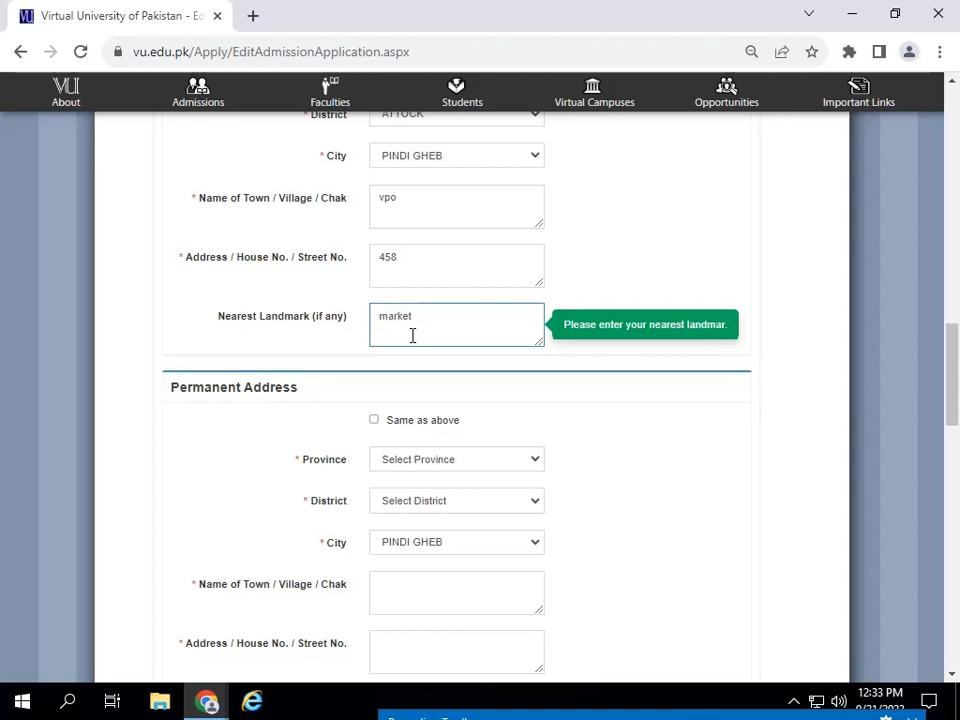 Virtual University of Pakistan - Ed
vu.edu.pk/Apply/EditAdmissionApplication.aspx
VU
About
Admissions
Faculties
Students
Virtual Campuses
Opportunities
Important Links
* District
ATTOCK
* City
PINDI GHEB
* Name of Town / Village / Chak
vpo
* Address / House No. / Street No.
458
Nearest Landmark (if any)
market
Please enter your nearest landmar.
Permanent Address
Same as above
* Province
Select Province
* District
Select District
* City
PINDI GHEB
* Name of Town / Village / Chak
* Address / House No. / Street No.
12:33 PM